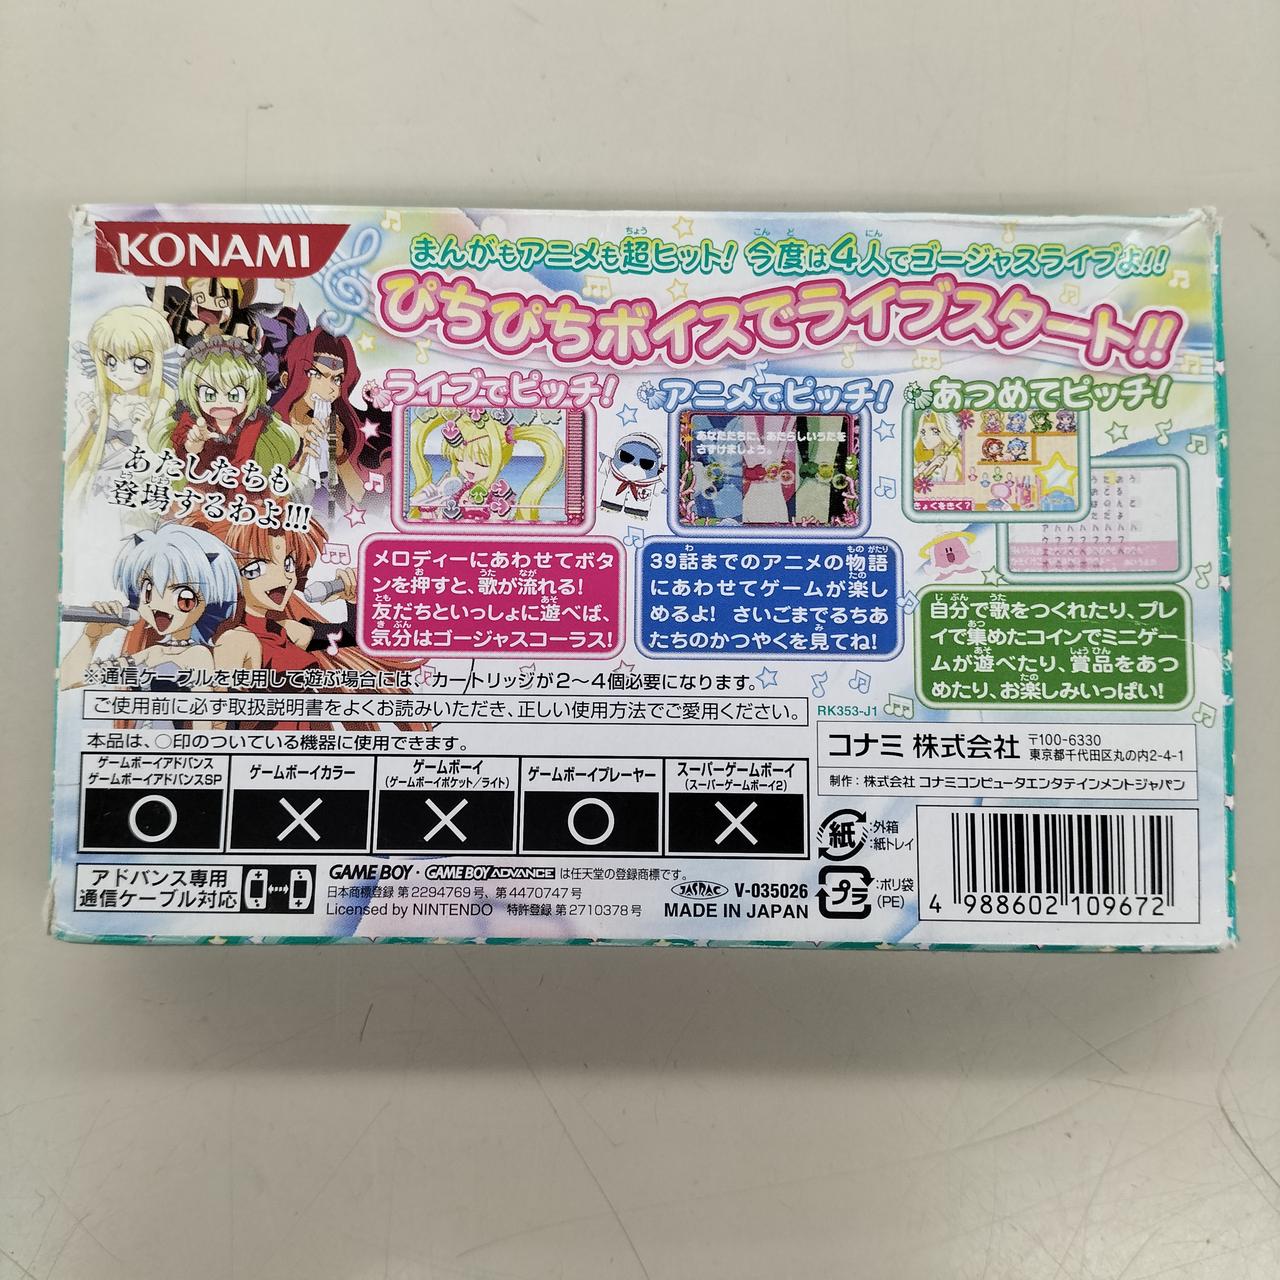 KONAMI
まんがもアニメも超ヒット! 今度は4人でゴージャスライブよ!!
ぴちぴちボイスでライブスタート!!
あたしたちも
登場するわよ!!!
ライブでピッチ!
メロディーにあわせてボタ
ンを押すと、歌が流れる!
友だちといっしょに遊べば、
気分はゴージャスコーラス!
アニメでピッチ!
あなたたちに、あたらしいうたを
さずけましょう。
39話までのアニメの物語
にあわせてゲームが楽し
めるよ! さいごまでるちあ
たちのかつやくを見てね!
あつめてピッチ!
きょくをきく?
自分で歌をつくれたり、プレ
イで集めたコインでミニゲー
ムが遊べたり、賞品をあつ
めたり、お楽しみいっぱい!
※通信ケーブルを使用して遊ぶ場合には、カートリッジが2〜4個必要になります。
ご使用前に必ず取扱説明書をよくお読みいただき、正しい使用方法でご愛用ください。
RK353-J1
本品は、○印のついている機器に使用できます。
ゲームボーイアドバンス
ゲームボーイアドバンスSP
○
ゲームボーイカラー
×
ゲームボーイ
(ゲームボーイポケット/ライト)
×
ゲームボーイプレーヤー
○
スーパーゲームボーイ
(スーパーゲームボーイ2)
×
コナミ 株式会社
〒100-6330
東京都千代田区丸の内2-4-1
制作:株式会社 コナミコンピュータエンタテインメントジャパン
アドバンス専用
通信ケーブル対応
GAME BOY・GAME BOY ADVANCE は任天堂の登録商標です。
日本商標登録 第2294769号、第4470747号
Licensed by NINTENDO 特許登録 第2710378号
JASRAC V-035026
MADE IN JAPAN
紙 :外箱
:紙トレイ
プラ :ポリ袋
(PE)
4 988602 109672